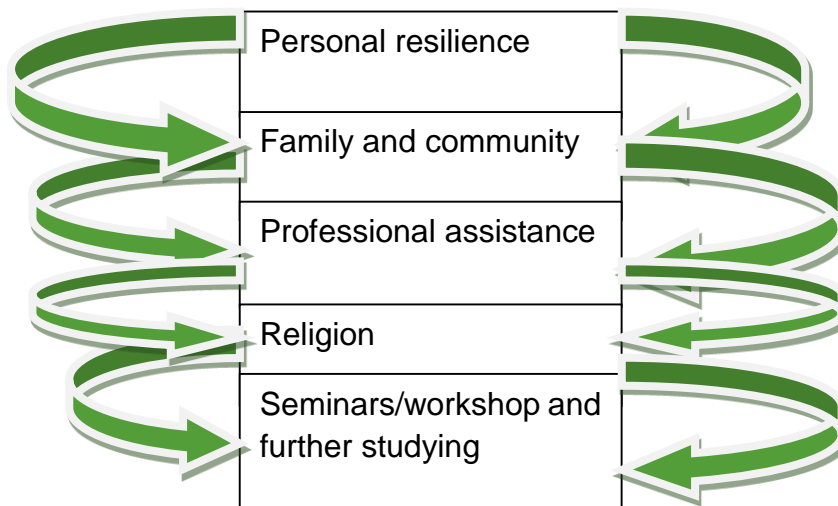 Personal resilience
Family and community
Professional assistance
Religion
Seminars/workshop and
further studying